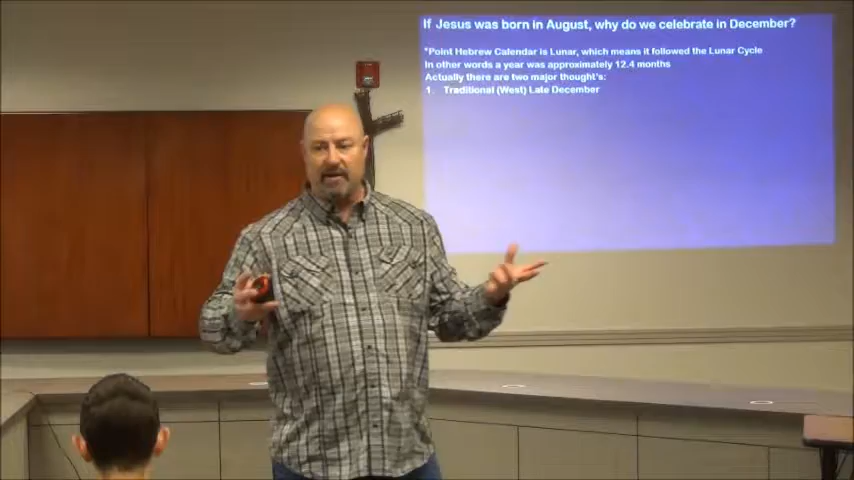 If Jesus was born in August, why do we celebrate in December?
*Point Hebrew Calendar is Lunar, which means it followed the Lunar Cycle
In other words a year was approximately 12.4 months
Actually there are two major thought's:
1. Traditional (West) Late December